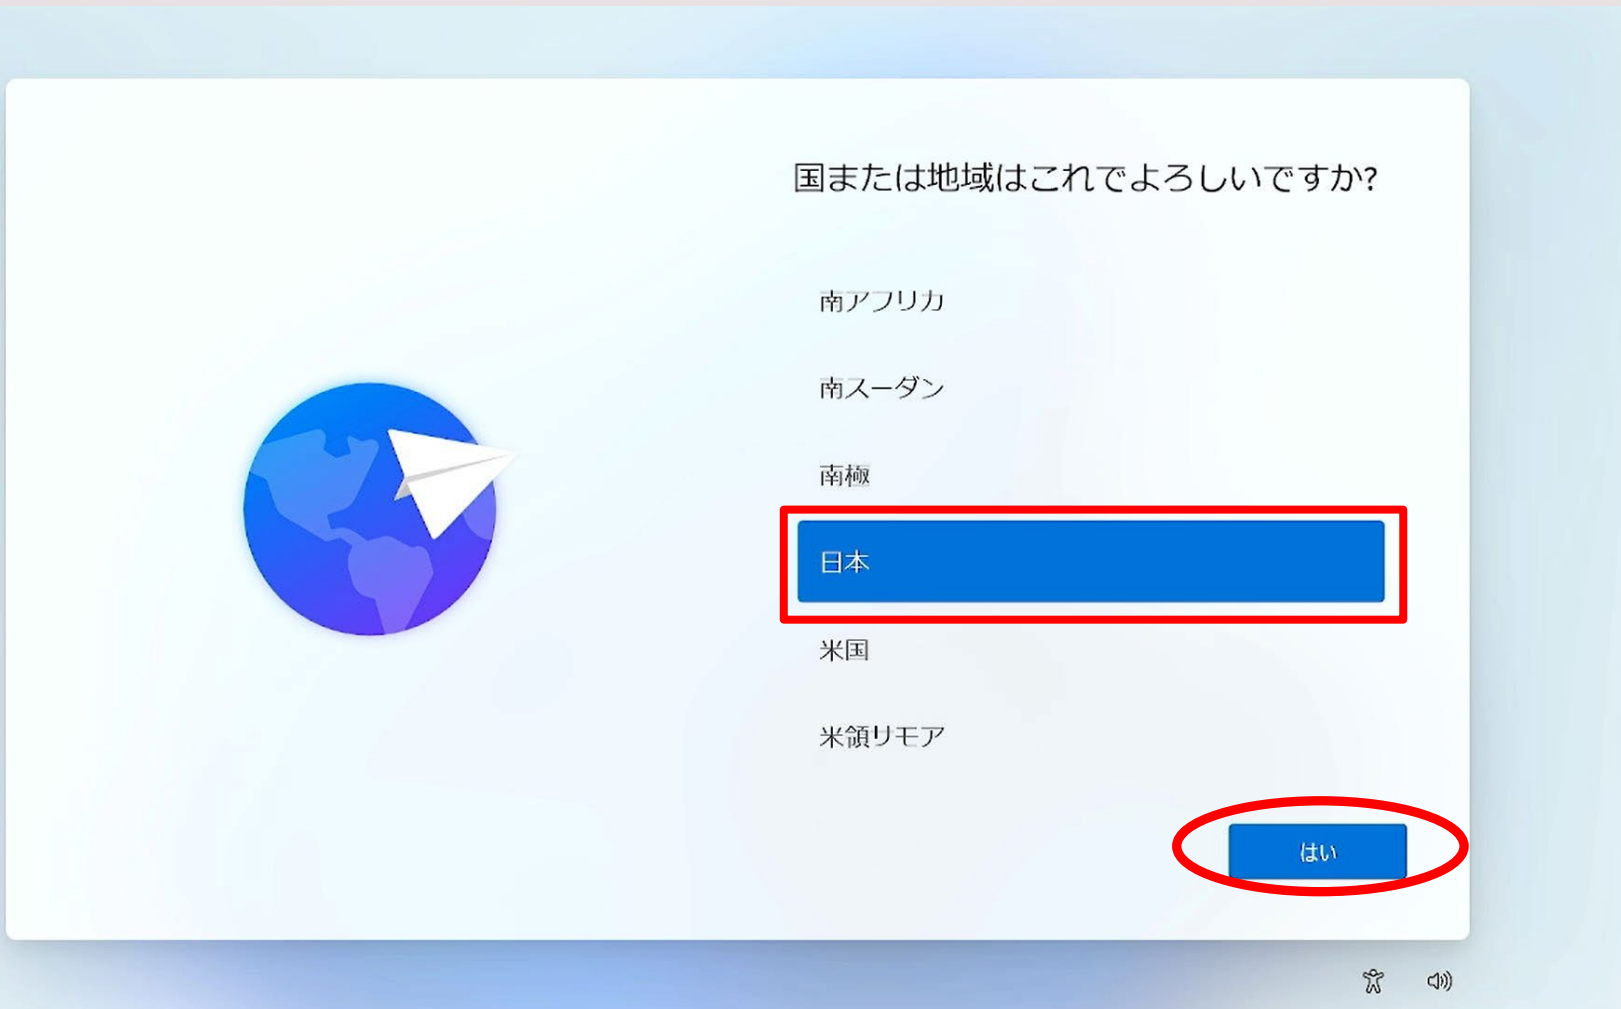 国または地域はこれでよろしいですか?
南アフリカ
南スーダン
南極
日本
米国
米領リモア
はい